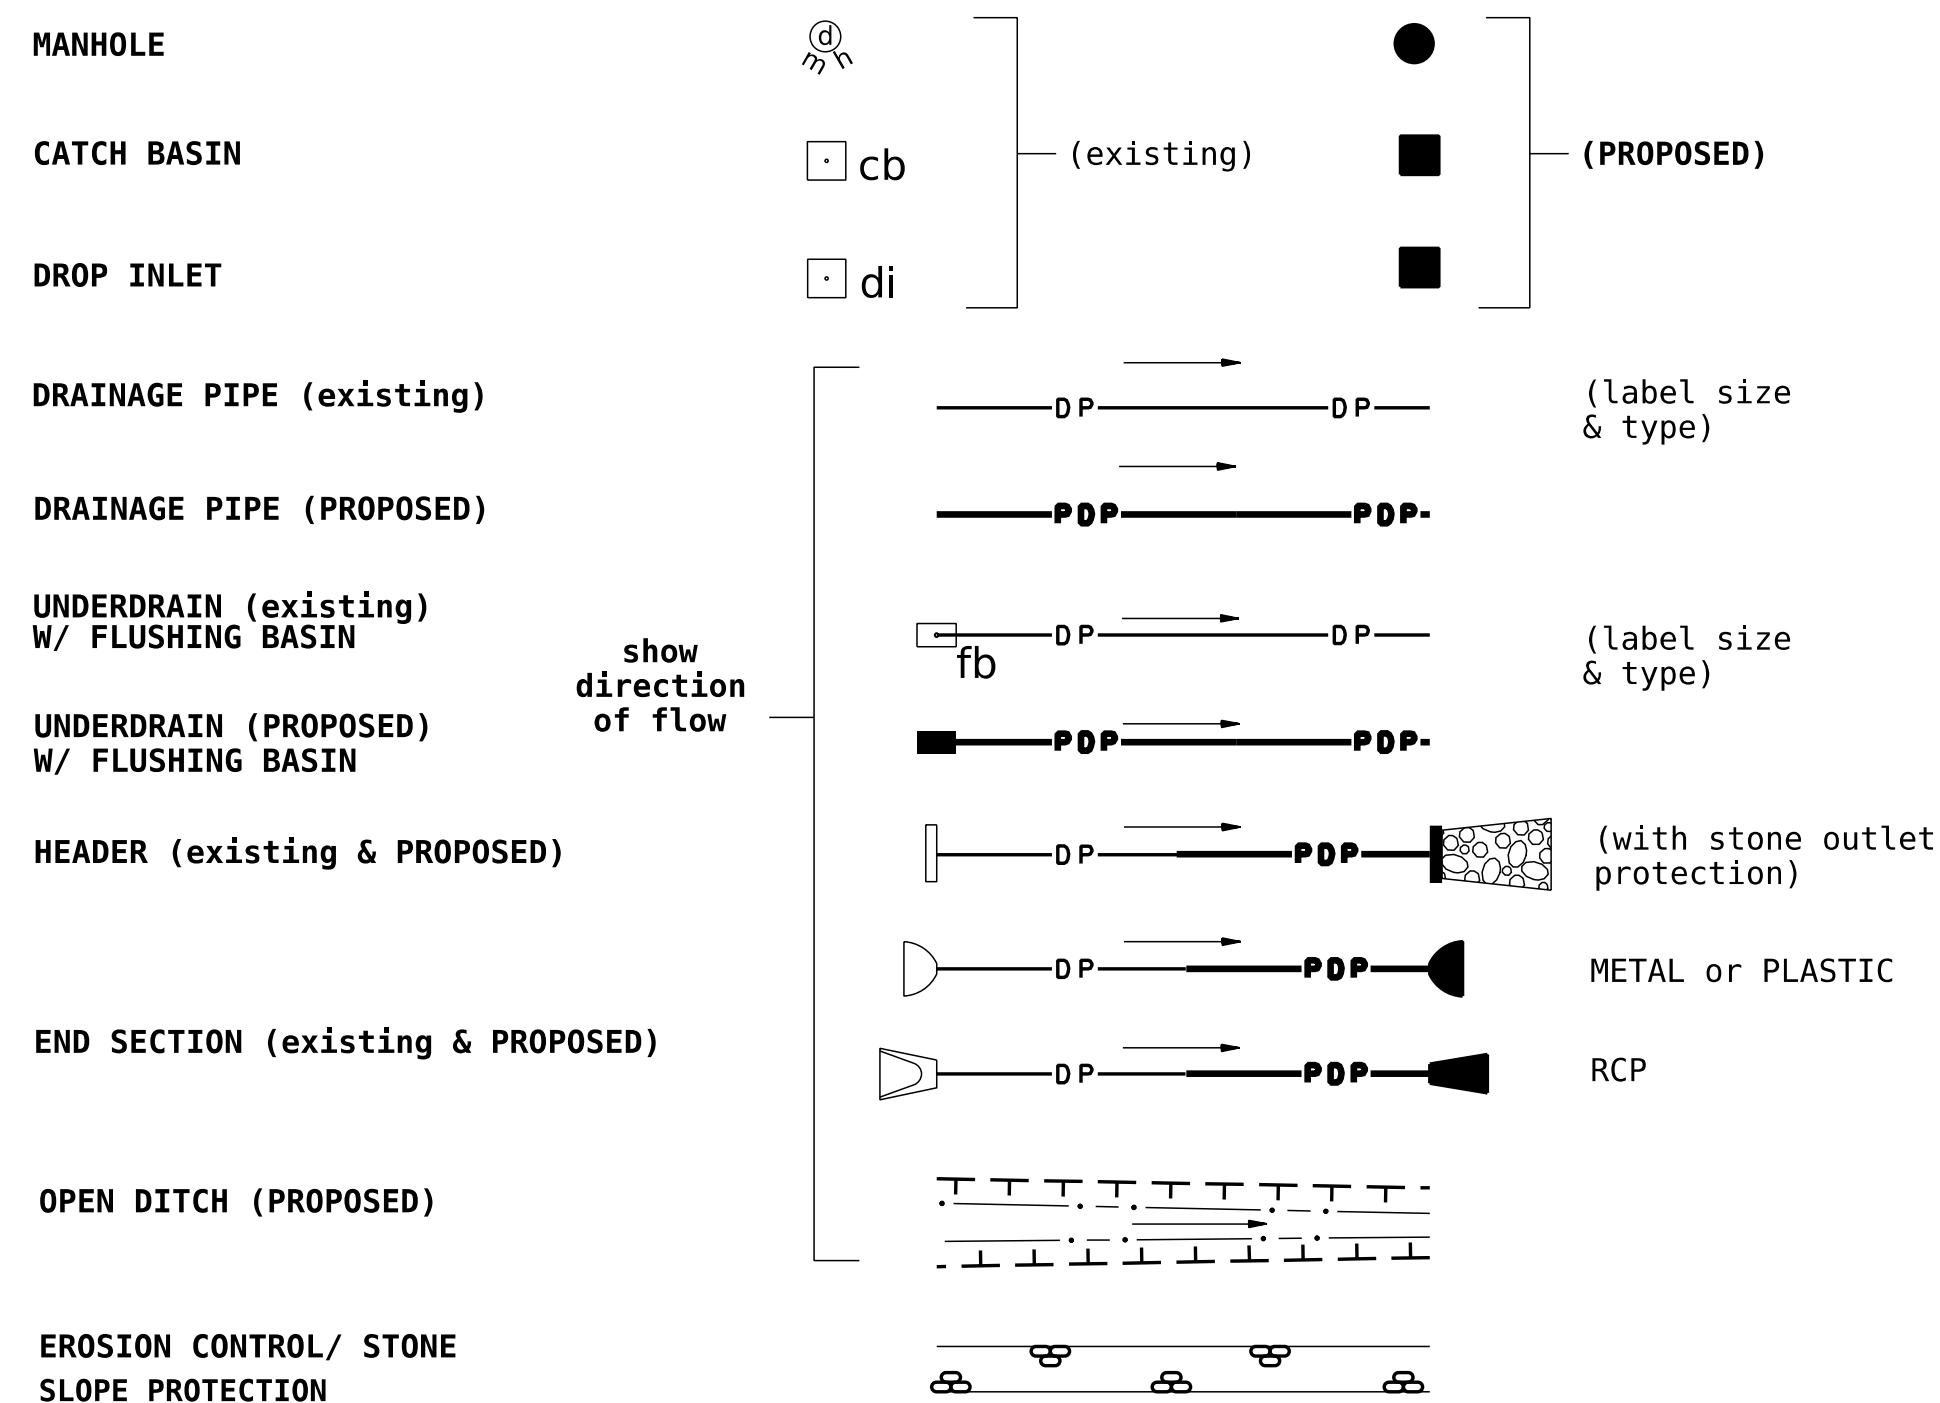 MANHOLE
d
m h
CATCH BASIN
cb
(existing)
(PROPOSED)
DROP INLET
di
DRAINAGE PIPE (existing)
DP
DP
(label size
& type)
DRAINAGE PIPE (PROPOSED)
PDP
PDP
UNDERDRAIN (existing)
W/ FLUSHING BASIN
fb
DP
DP
(label size
& type)
show
direction
of flow
UNDERDRAIN (PROPOSED)
W/ FLUSHING BASIN
PDP
PDP
HEADER (existing & PROPOSED)
DP
PDP
(with stone outlet
protection)
DP
PDP
METAL or PLASTIC
END SECTION (existing & PROPOSED)
DP
PDP
RCP
OPEN DITCH (PROPOSED)
EROSION CONTROL/ STONE
SLOPE PROTECTION